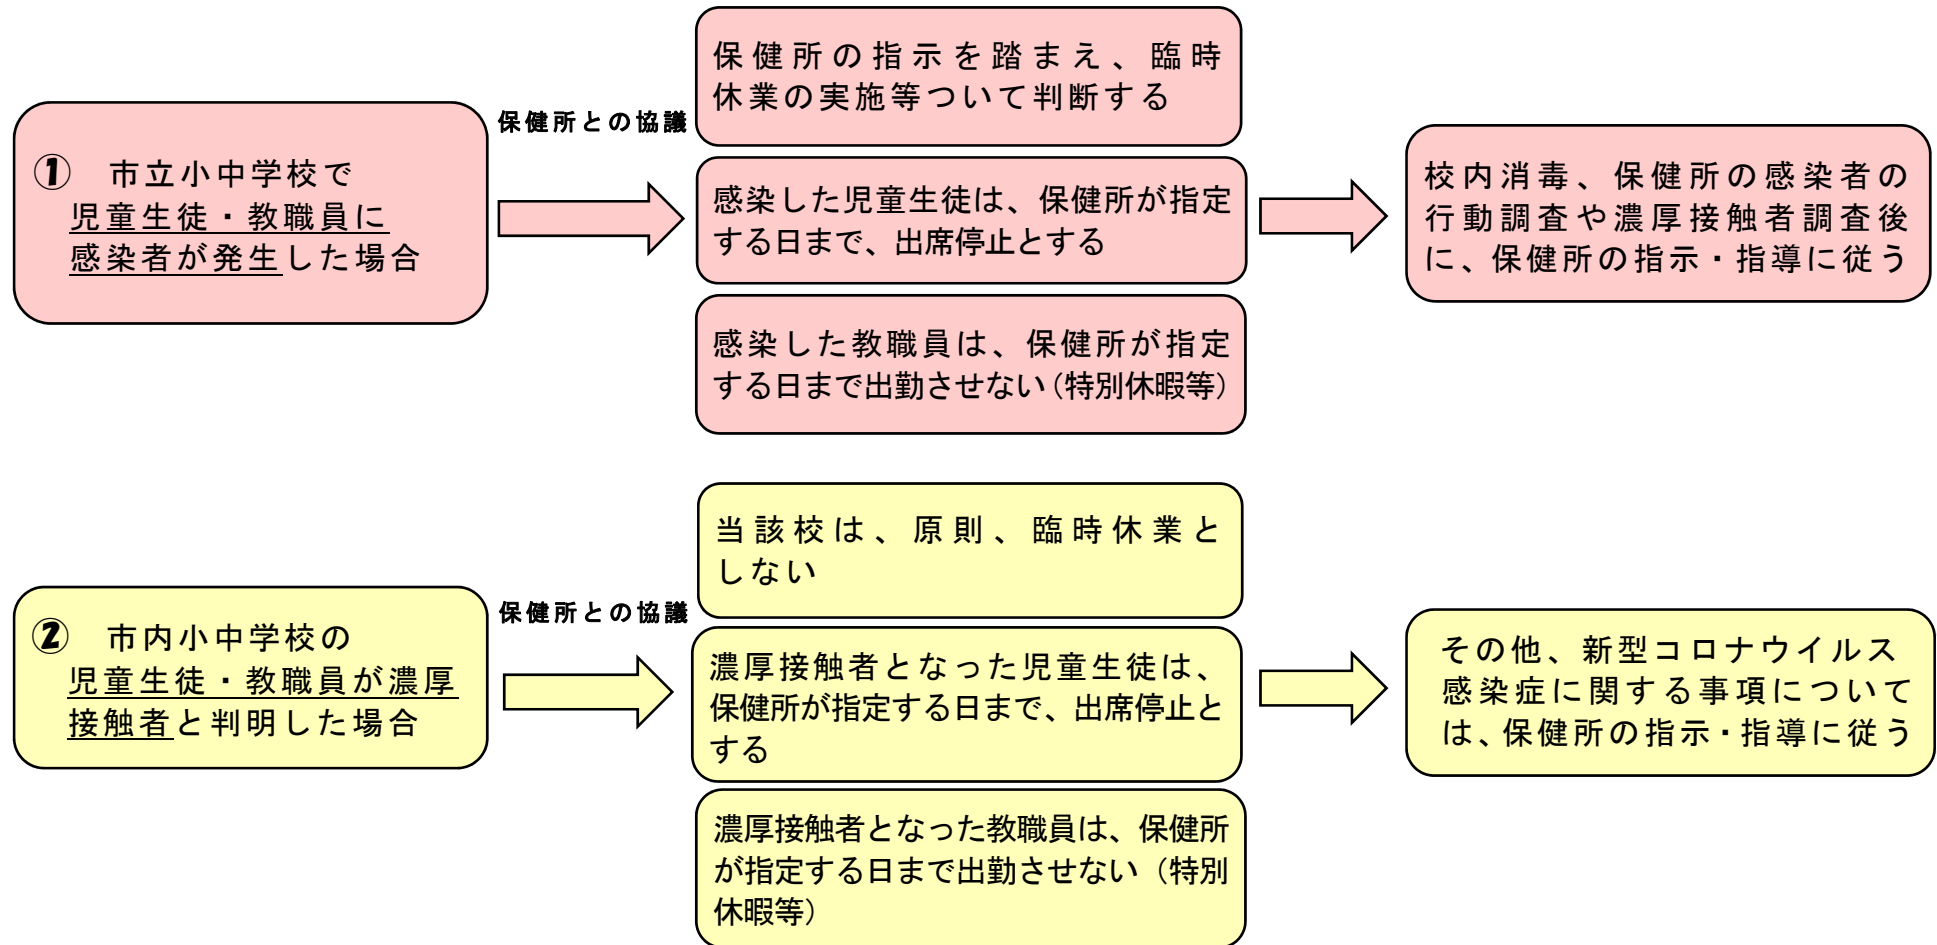 ① 市立小中学校で
児童生徒・教職員に
感染者が発生した場合
保健所との協議
保健所の指示を踏まえ、臨時
休業の実施等ついて判断する
感染した児童生徒は、保健所が指定
する日まで、出席停止とする
感染した教職員は、保健所が指定
する日まで出勤させない（特別休暇等）
校内消毒、保健所の感染者の
行動調査や濃厚接触者調査後
に、保健所の指示・指導に従う
② 市内小中学校の
児童生徒・教職員が濃厚
接触者と判明した場合
保健所との協議
当該校は、原則、臨時休業と
しない
濃厚接触者となった児童生徒は、
保健所が指定する日まで、出席停止と
する
濃厚接触者となった教職員は、保健所
が指定する日まで出勤させない（特別
休暇等）
その他、新型コロナウイルス
感染症に関する事項について
は、保健所の指示・指導に従う